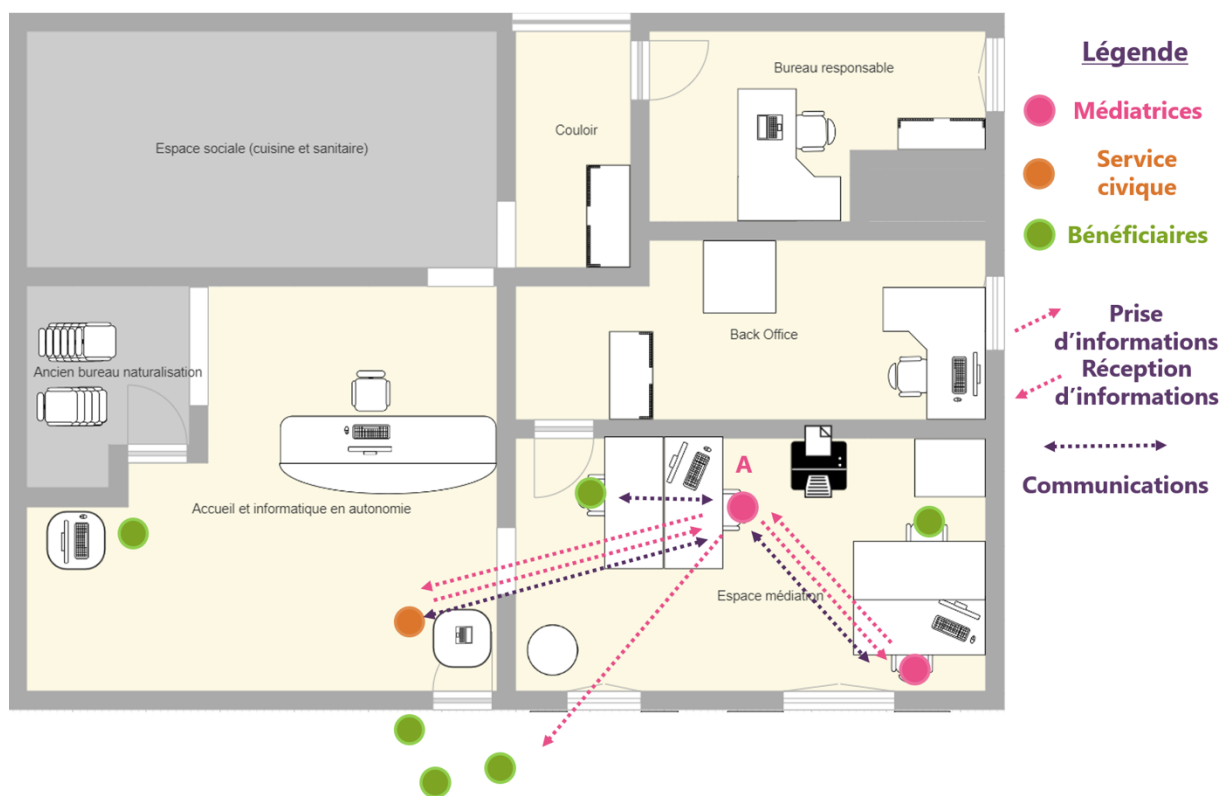 Légende
Médiatrices
Service
civique
Bénéficiaires
Prise
d’informations
Réception
d’informations
Communications
Espace sociale (cuisine et sanitaire)
Couloir
Bureau responsable
Ancien bureau naturalisation
Back Office
Accueil et informatique en autonomie
A
Espace médiation